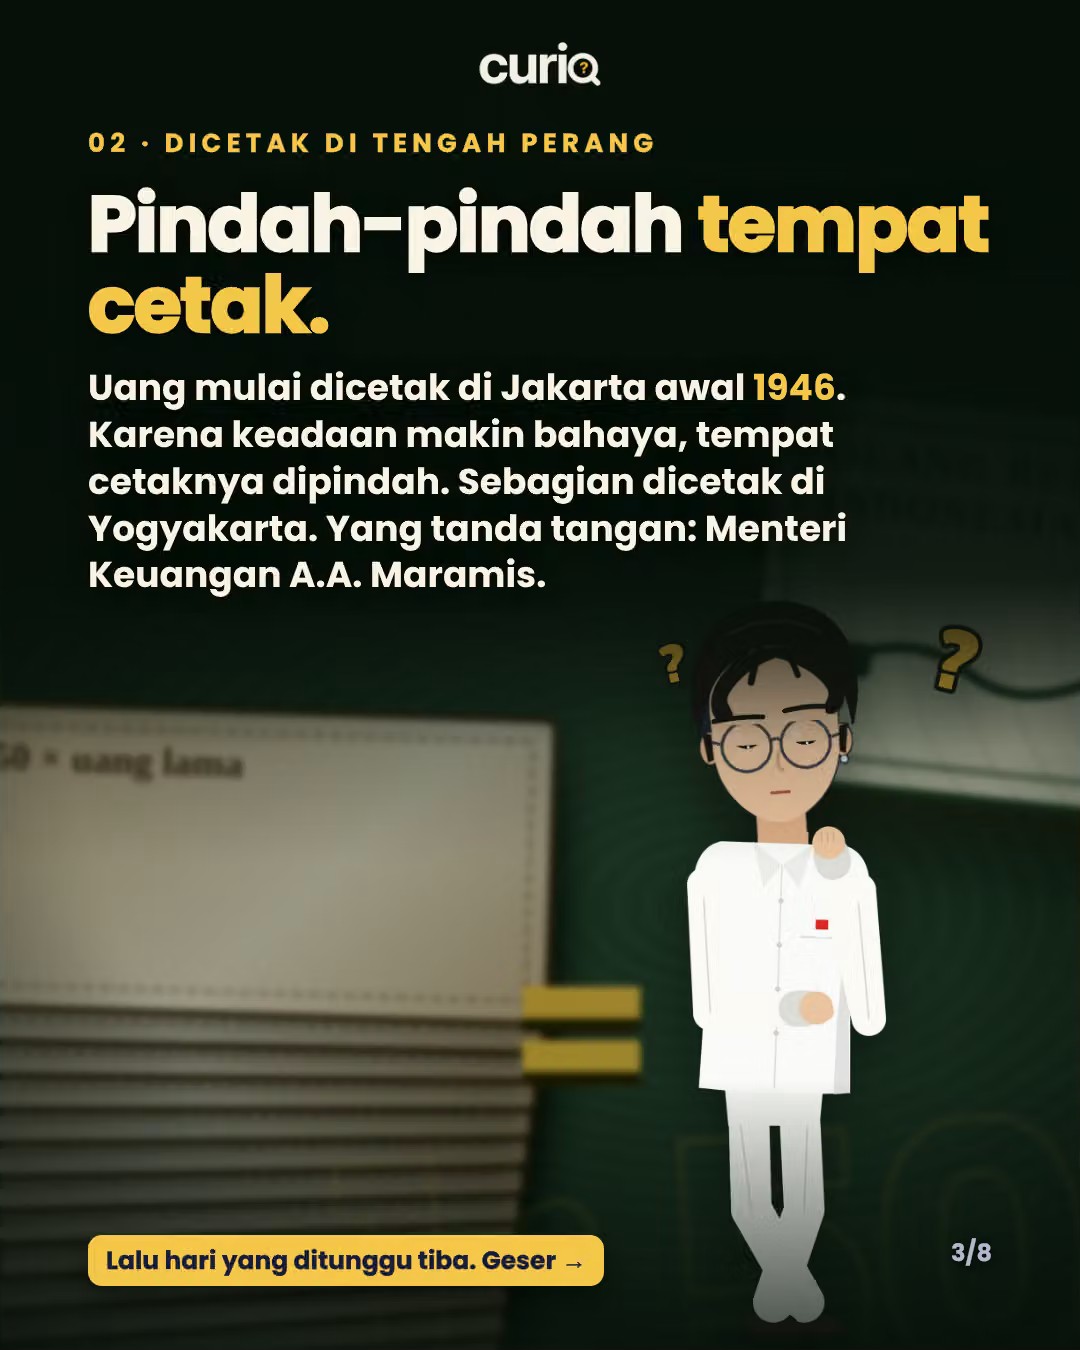 curio
02 · DICETAK DI TENGAH PERANG
Pindah-pindah tempat
cetak.
Uang mulai dicetak di Jakarta awal 1946.
Karena keadaan makin bahaya, tempat
cetaknya dipindah. Sebagian dicetak di
Yogyakarta. Yang tanda tangan: Menteri
Keuangan A.A. Maramis.
? ?
50 × uang lama
Lalu hari yang ditunggu tiba. Geser →
3/8